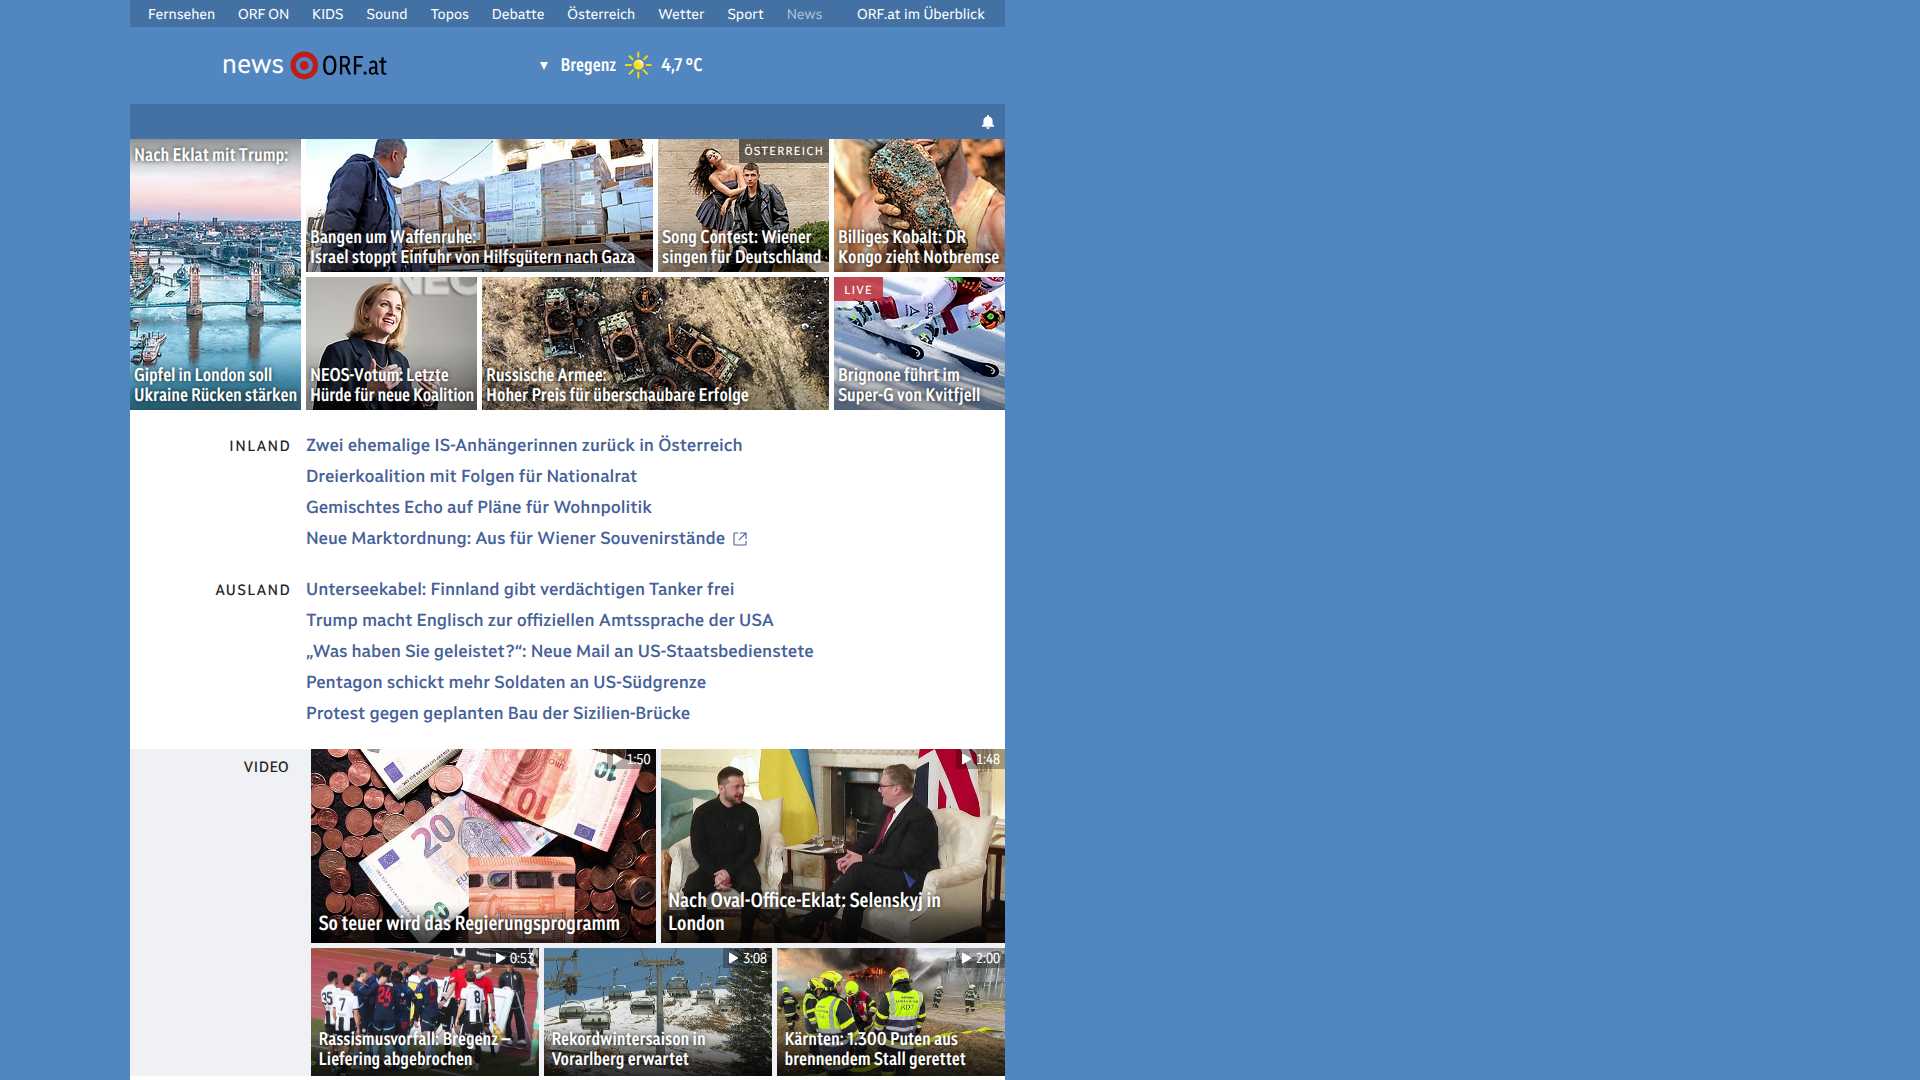 Fernsehen ORF ON KIDS Sound Topos Debatte Österreich Wetter Sport News ORF.at im Überblick
news ORF.at
Bregenz 4,7 °C
Nach Eklat mit Trump:
Gipfel in London soll
Ukraine Rücken stärken
Bangen um Waffenruhe:
Israel stoppt Einfuhr von Hilfsgütern nach Gaza
ÖSTERREICH
Song Contest: Wiener
singen für Deutschland
Billiges Kobalt: DR
Kongo zieht Notbremse
NEOS-Votum: Letzte
Hürde für neue Koalition
Russische Armee:
Hoher Preis für überschaubare Erfolge
LIVE
Brignone führt im
Super-G von Kvitfjell
INLAND
Zwei ehemalige IS-Anhängerinnen zurück in Österreich
Dreierkoalition mit Folgen für Nationalrat
Gemischtes Echo auf Pläne für Wohnpolitik
Neue Marktordnung: Aus für Wiener Souvenirstände
AUSLAND
Unterseekabel: Finnland gibt verdächtigen Tanker frei
Trump macht Englisch zur offiziellen Amtssprache der USA
„Was haben Sie geleistet?“: Neue Mail an US-Staatsbedienstete
Pentagon schickt mehr Soldaten an US-Südgrenze
Protest gegen geplanten Bau der Sizilien-Brücke
VIDEO
1:50
So teuer wird das Regierungsprogramm
1:48
Nach Oval-Office-Eklat: Selenskyj in
London
0:53
Rassismusvorfall: Bregenz –
Liefering abgebrochen
3:08
Rekordwintersaison in
Vorarlberg erwartet
2:00
Kärnten: 1.300 Puten aus
brennendem Stall gerettet